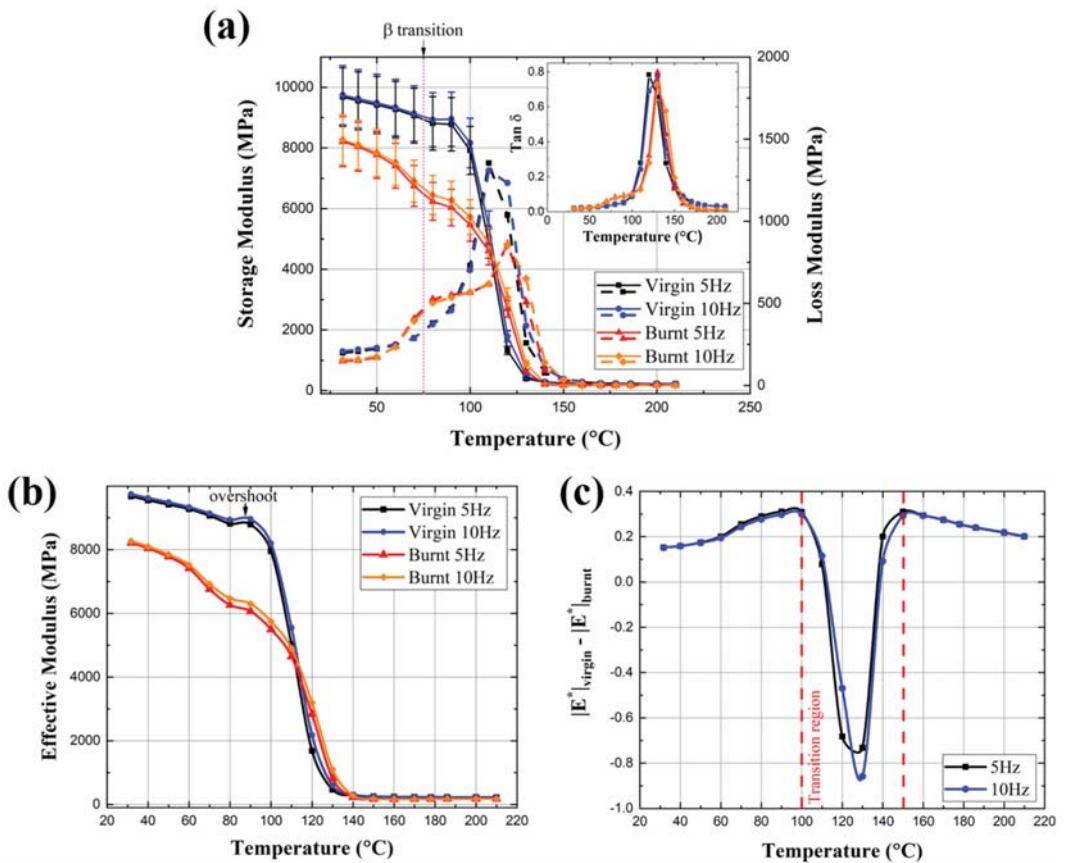 (a)
β transition
Storage Modulus (MPa)
10000
8000
6000
4000
2000
0
50
100
150
200
250
Temperature (°C)
Loss Modulus (MPa)
2000
1500
1000
500
0
Tan δ
0.8
0.6
0.4
0.2
0.0
0
50
100
150
200
Temperature (°C)
Virgin 5Hz
Virgin 10Hz
Burnt 5Hz
Burnt 10Hz
(b)
overshoot
Effective Modulus (MPa)
8000
6000
4000
2000
0
20 40 60 80 100 120 140 160 180 200 220
Temperature (°C)
Virgin 5Hz
Virgin 10Hz
Burnt 5Hz
Burnt 10Hz
(c)
|E*|virgin - |E*|burnt
0.4
0.2
0.0
-0.2
-0.4
-0.6
-0.8
-1.0
20 40 60 80 100 120 140 160 180 200 220
Temperature (°C)
Transition region
5Hz
10Hz